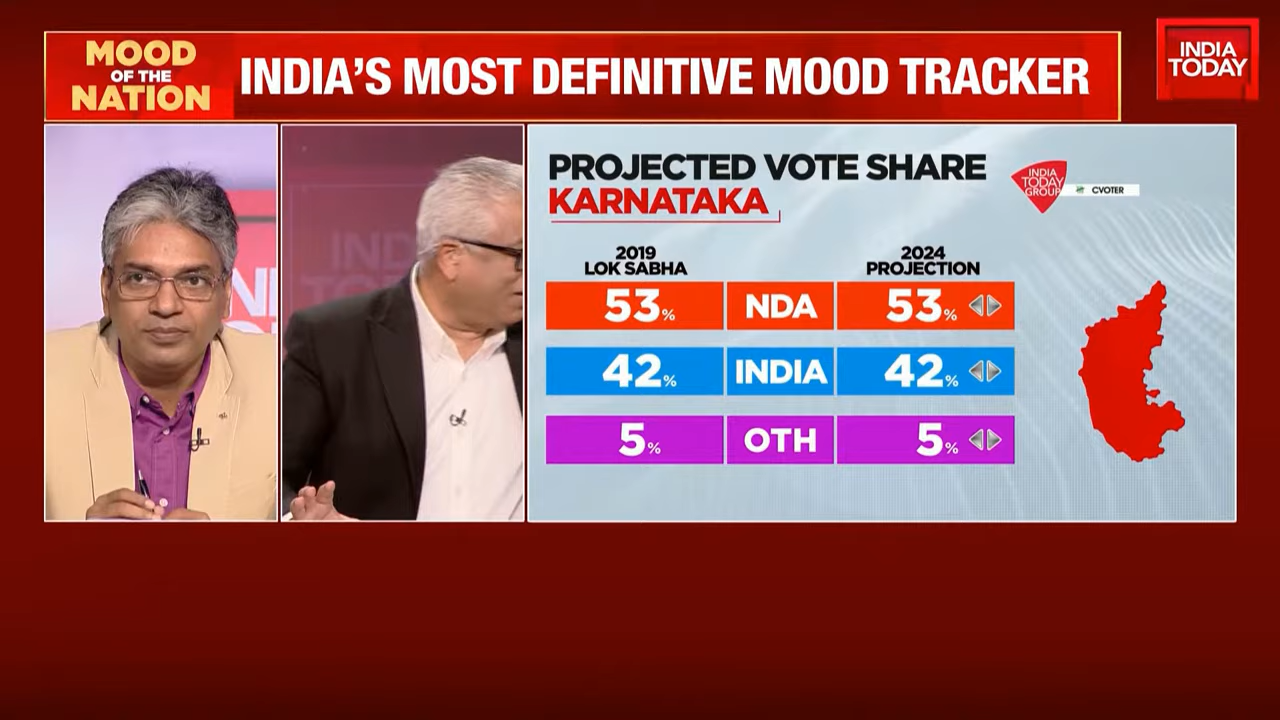 MOOD
OF THE
NATION
INDIA'S MOST DEFINITIVE MOOD TRACKER
INDIA
TODAY
PROJECTED VOTE SHARE
KARNATAKA
INDIA
TODAY
GROUP
CVOTER
2019
LOK SABHA
2024
PROJECTION
53% NDA 53%
42% INDIA 42%
5% OTH 5%